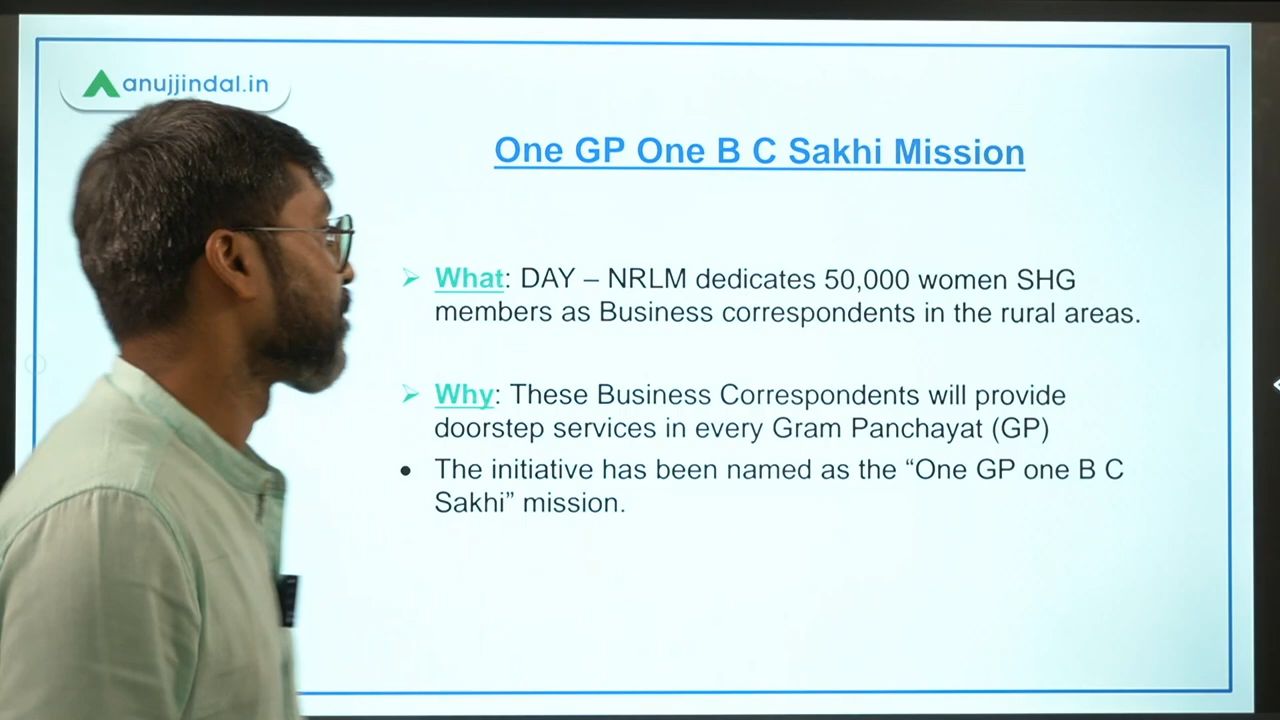 anujjindal.in
One GP One B C Sakhi Mission
What: DAY – NRLM dedicates 50,000 women SHG
members as Business correspondents in the rural areas.
Why: These Business Correspondents will provide
doorstep services in every Gram Panchayat (GP)
The initiative has been named as the “One GP one B C
Sakhi” mission.